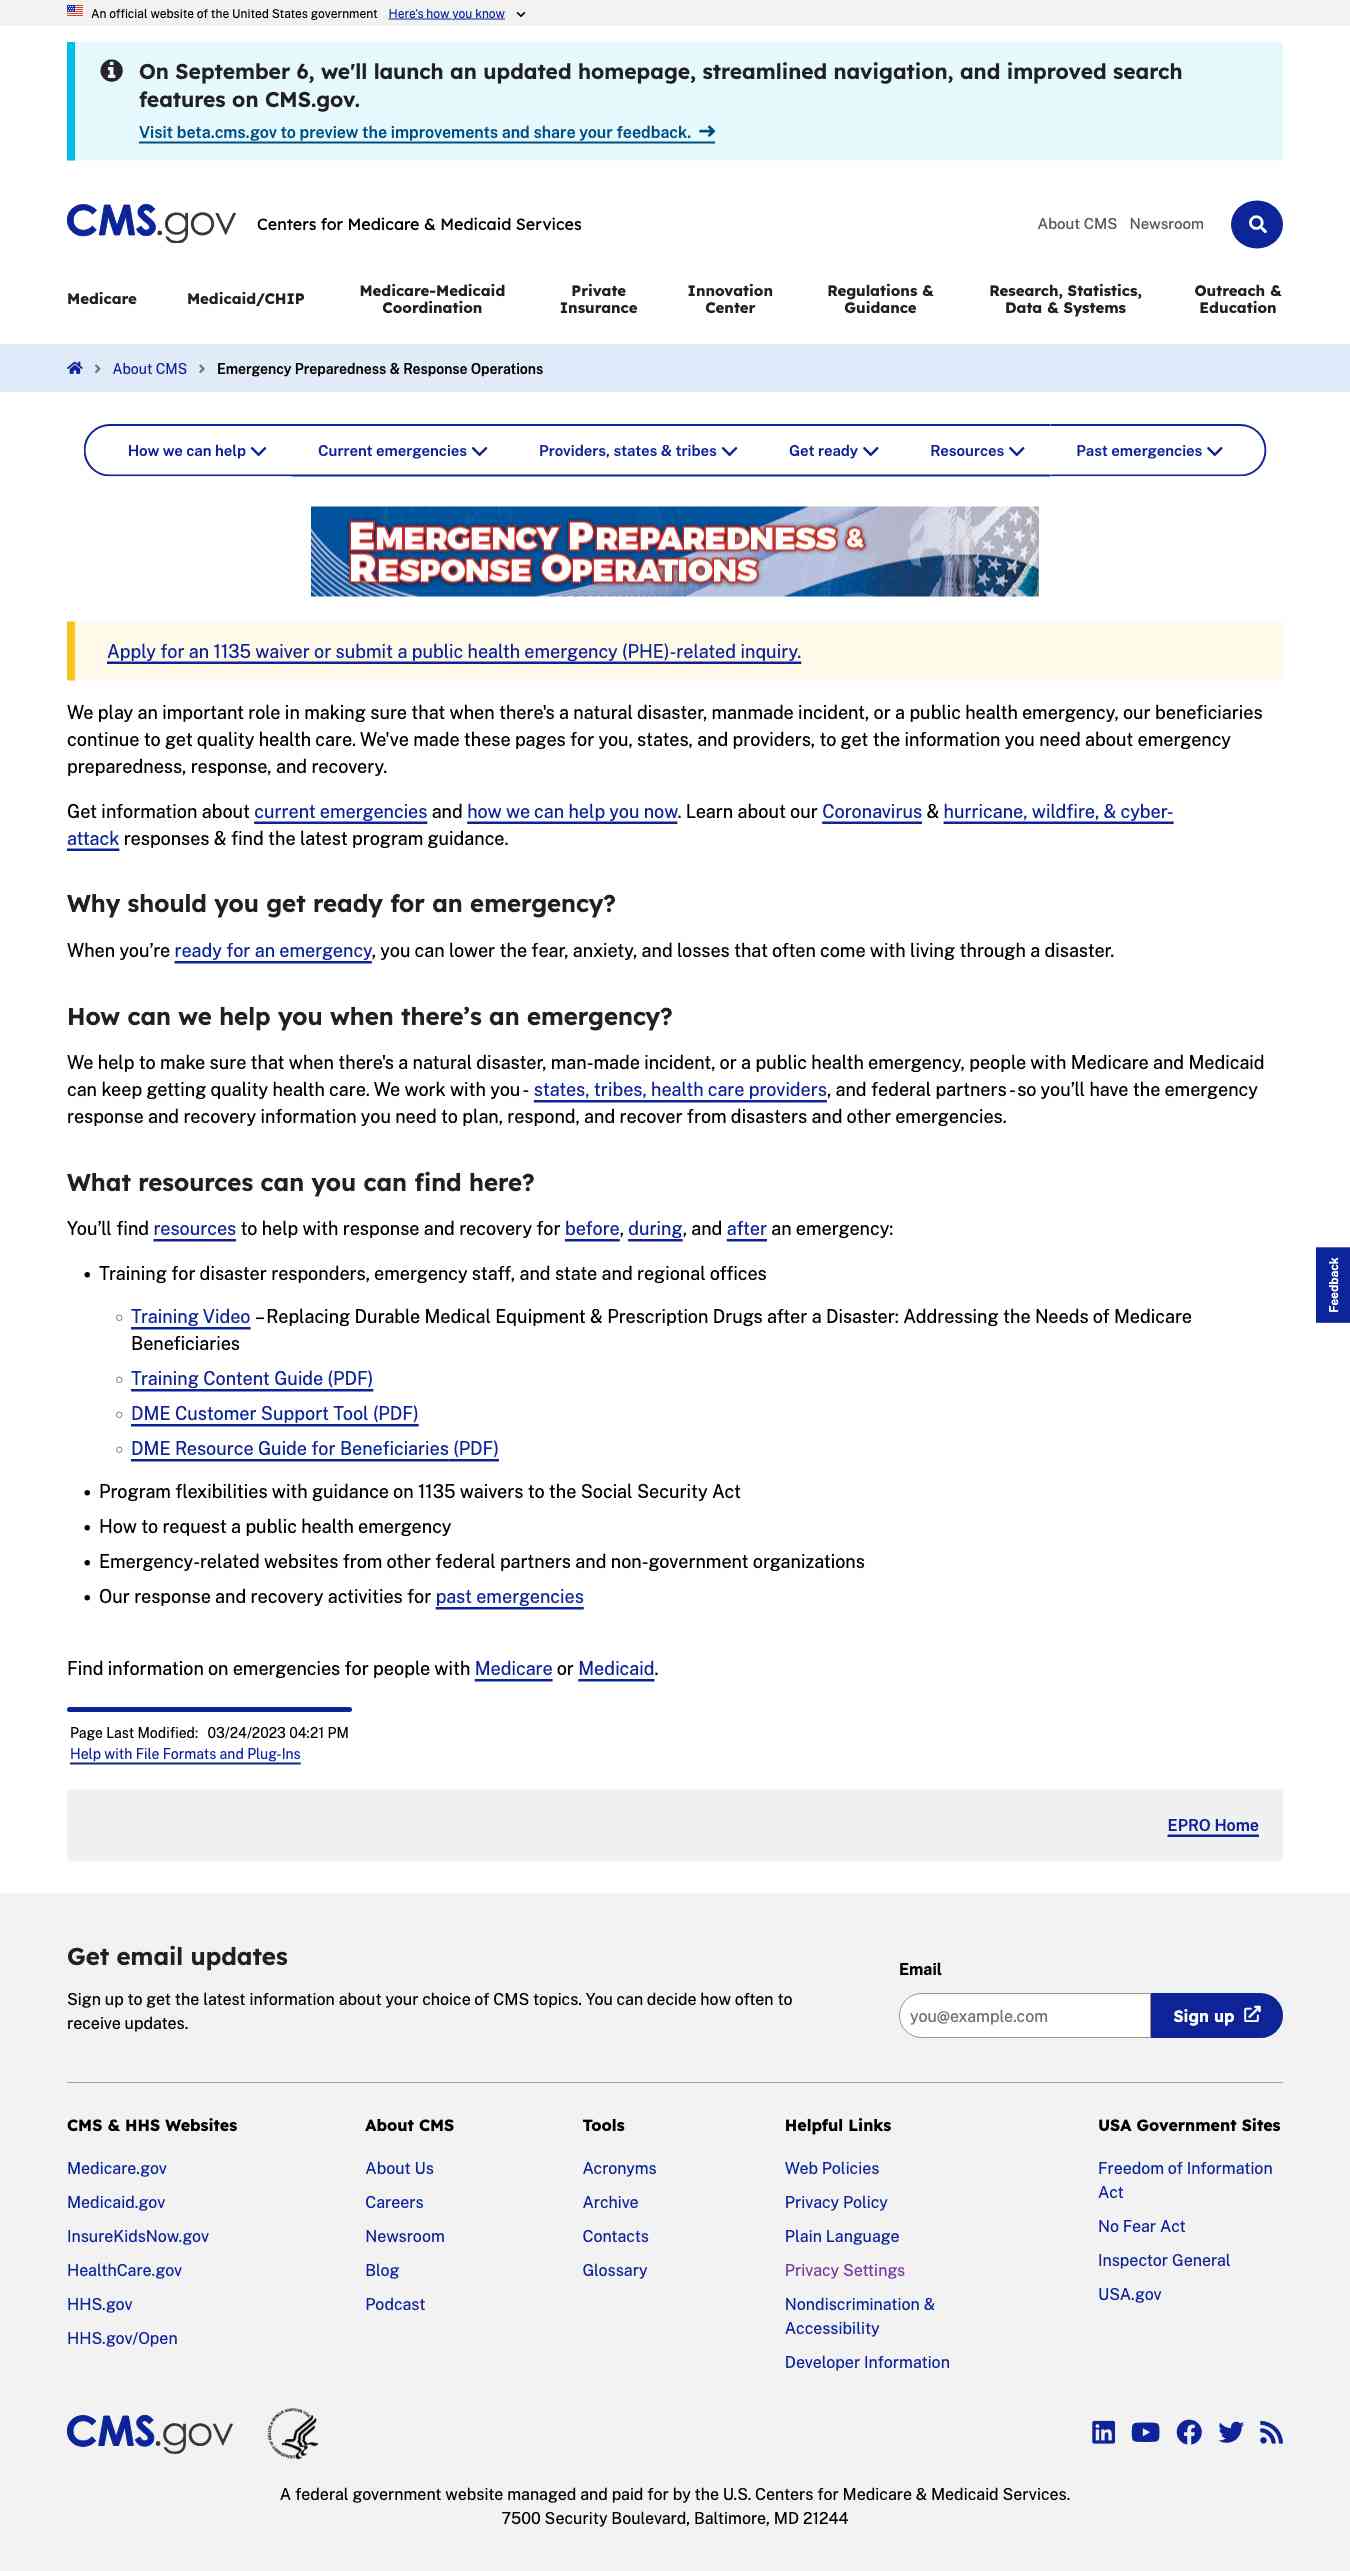 An official website of the United States government Here's how you know
On September 6, we'll launch an updated homepage, streamlined navigation, and improved search
features on CMS.gov.
Visit beta.cms.gov to preview the improvements and share your feedback.
CMS.gov Centers for Medicare & Medicaid Services About CMS Newsroom
Medicare Medicaid/CHIP Medicare-Medicaid Coordination Private Insurance Innovation Center Regulations & Guidance Research, Statistics, Data & Systems Outreach & Education
About CMS Emergency Preparedness & Response Operations
How we can help Current emergencies Providers, states & tribes Get ready Resources Past emergencies
EMERGENCY PREPAREDNESS &
RESPONSE OPERATIONS
Apply for an 1135 waiver or submit a public health emergency (PHE)-related inquiry.
We play an important role in making sure that when there's a natural disaster, manmade incident, or a public health emergency, our beneficiaries
continue to get quality health care. We've made these pages for you, states, and providers, to get the information you need about emergency
preparedness, response, and recovery.
Get information about current emergencies and how we can help you now. Learn about our Coronavirus & hurricane, wildfire, & cyber-
attack responses & find the latest program guidance.
Why should you get ready for an emergency?
When you’re ready for an emergency, you can lower the fear, anxiety, and losses that often come with living through a disaster.
How can we help you when there’s an emergency?
We help to make sure that when there's a natural disaster, man-made incident, or a public health emergency, people with Medicare and Medicaid
can keep getting quality health care. We work with you- states, tribes, health care providers, and federal partners-so you’ll have the emergency
response and recovery information you need to plan, respond, and recover from disasters and other emergencies.
What resources can you can find here?
You’ll find resources to help with response and recovery for before, during, and after an emergency:
Training for disaster responders, emergency staff, and state and regional offices
Training Video –Replacing Durable Medical Equipment & Prescription Drugs after a Disaster: Addressing the Needs of Medicare
Beneficiaries
Training Content Guide (PDF)
DME Customer Support Tool (PDF)
DME Resource Guide for Beneficiaries (PDF)
Program flexibilities with guidance on 1135 waivers to the Social Security Act
How to request a public health emergency
Emergency-related websites from other federal partners and non-government organizations
Our response and recovery activities for past emergencies
Feedback
Find information on emergencies for people with Medicare or Medicaid.
Page Last Modified: 03/24/2023 04:21 PM
Help with File Formats and Plug-Ins
EPRO Home
Get email updates
Sign up to get the latest information about your choice of CMS topics. You can decide how often to
receive updates.
Email
you@example.com Sign up
CMS & HHS Websites
Medicare.gov
Medicaid.gov
InsureKidsNow.gov
HealthCare.gov
HHS.gov
HHS.gov/Open
About CMS
About Us
Careers
Newsroom
Blog
Podcast
Tools
Acronyms
Archive
Contacts
Glossary
Helpful Links
Web Policies
Privacy Policy
Plain Language
Privacy Settings
Nondiscrimination &
Accessibility
Developer Information
USA Government Sites
Freedom of Information
Act
No Fear Act
Inspector General
USA.gov
CMS.gov
A federal government website managed and paid for by the U.S. Centers for Medicare & Medicaid Services.
7500 Security Boulevard, Baltimore, MD 21244